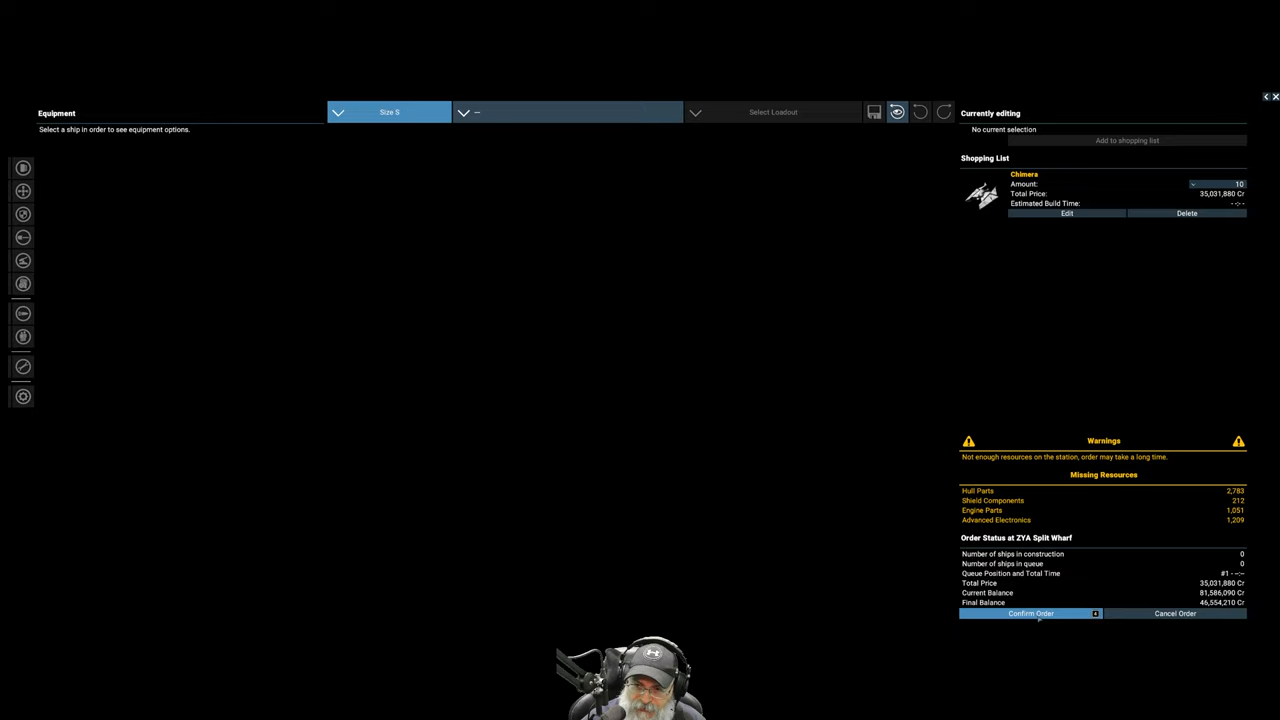 Equipment
Select a ship in order to see equipment options.
Size S
--
Select Loadout
Currently editing
No current selection
Add to shopping list
Shopping List
Chimera
Amount: 10
Total Price: 35,031,880 Cr
Estimated Build Time: --:--
Edit Delete
Warnings
Not enough resources on the station, order may take a long time.
Missing Resources
Hull Parts 2,783
Shield Components 212
Engine Parts 1,051
Advanced Electronics 1,209
Order Status at ZYA Split Wharf
Number of ships in construction 0
Number of ships in queue 0
Queue Position and Total Time #1 - --:--
Total Price 35,031,880 Cr
Current Balance 81,586,090 Cr
Final Balance 46,554,210 Cr
Confirm Order Cancel Order